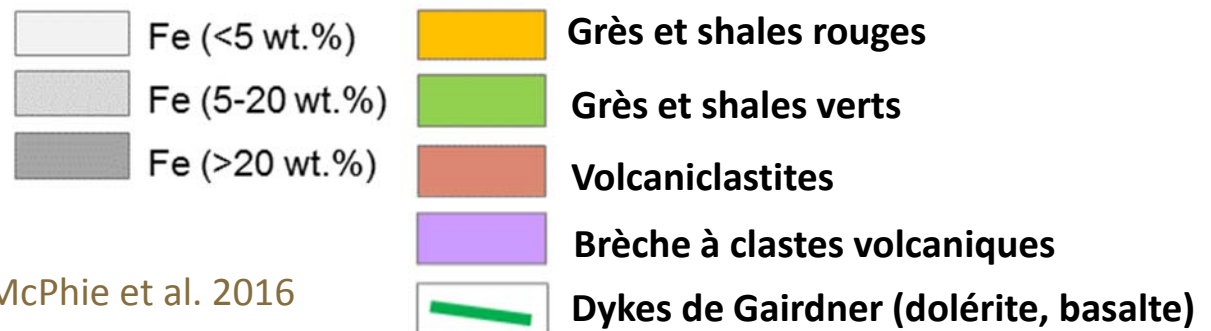 Fe (<5 wt.%)
Fe (5-20 wt.%)
Fe (>20 wt.%)
Grès et shales rouges
Grès et shales verts
Volcaniclastites
Brèche à clastes volcaniques
Dykes de Gairdner (dolérite, basalte)
McPhie et al. 2016